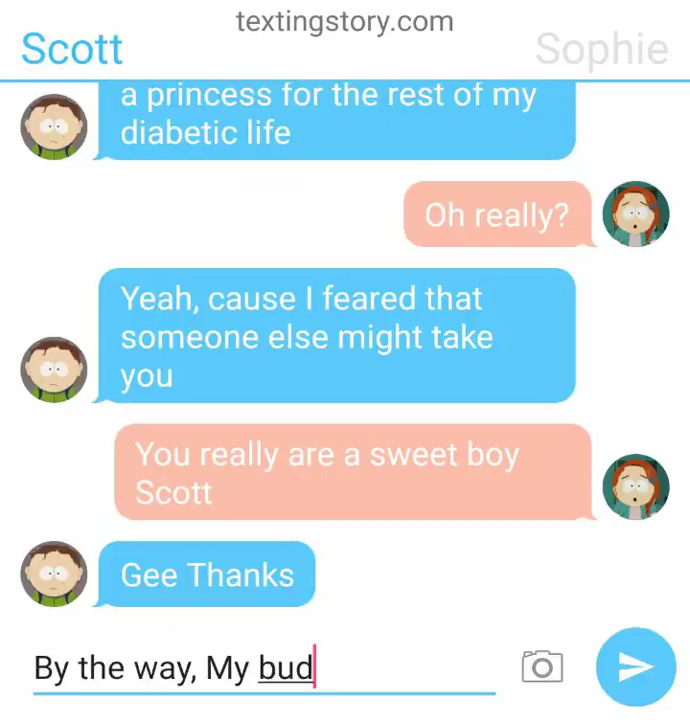 textingstory.com
Scott
Sophie
a princess for the rest of my
diabetic life
Oh really?
Yeah, cause I feared that
someone else might take
you
You really are a sweet boy
Scott
Gee Thanks
By the way, My bud